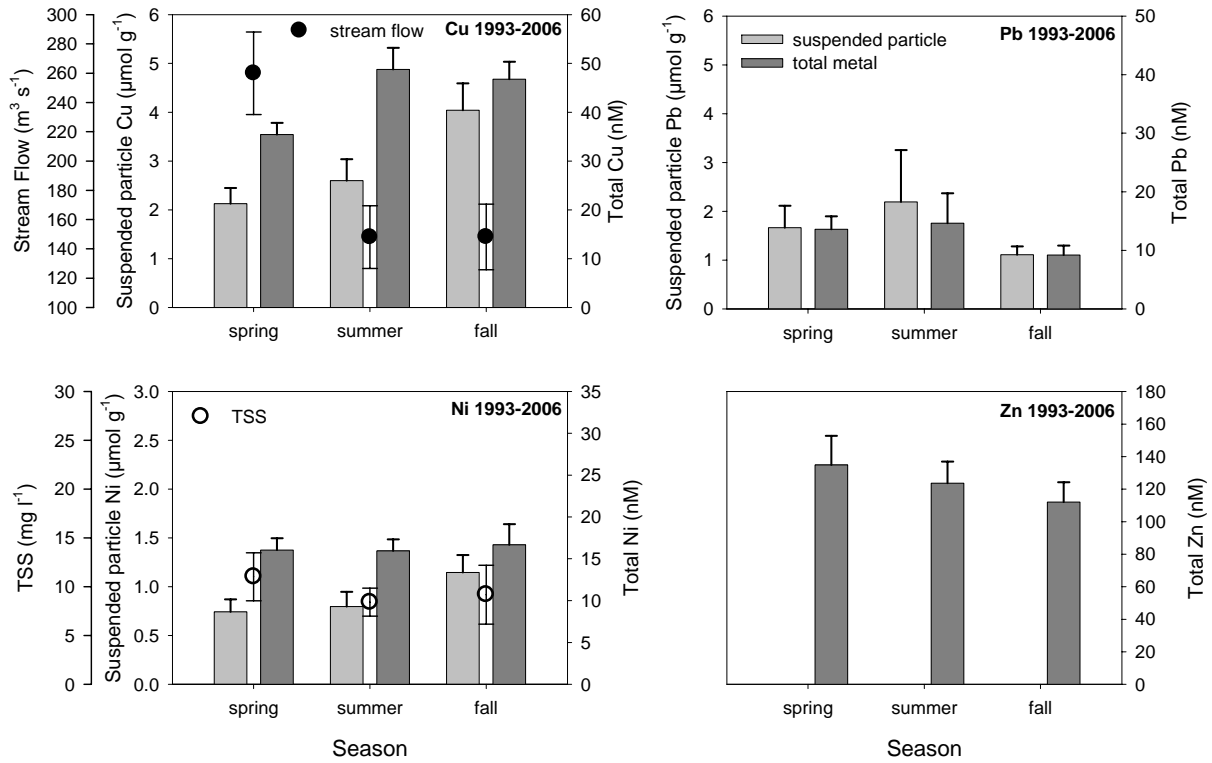 Stream Flow (m³ s⁻¹)
300
280
260
240
220
200
180
160
140
120
100
Suspended particle Cu (µmol g⁻¹)
6
5
4
3
2
1
0
stream flow
Cu 1993-2006
spring
summer
fall
60
50
40
30
20
10
0
Total Cu (nM)
Suspended particle Pb (µmol g⁻¹)
6
5
4
3
2
1
0
Pb 1993-2006
suspended particle
total metal
spring
summer
fall
50
40
30
20
10
0
Total Pb (nM)
TSS (mg l⁻¹)
30
25
20
15
10
5
0
Suspended particle Ni (µmol g⁻¹)
3.0
2.5
2.0
1.5
1.0
0.5
0.0
TSS
Ni 1993-2006
spring
summer
fall
Season
35
30
25
20
15
10
5
0
Total Ni (nM)
Zn 1993-2006
spring
summer
fall
Season
180
160
140
120
100
80
60
40
20
0
Total Zn (nM)